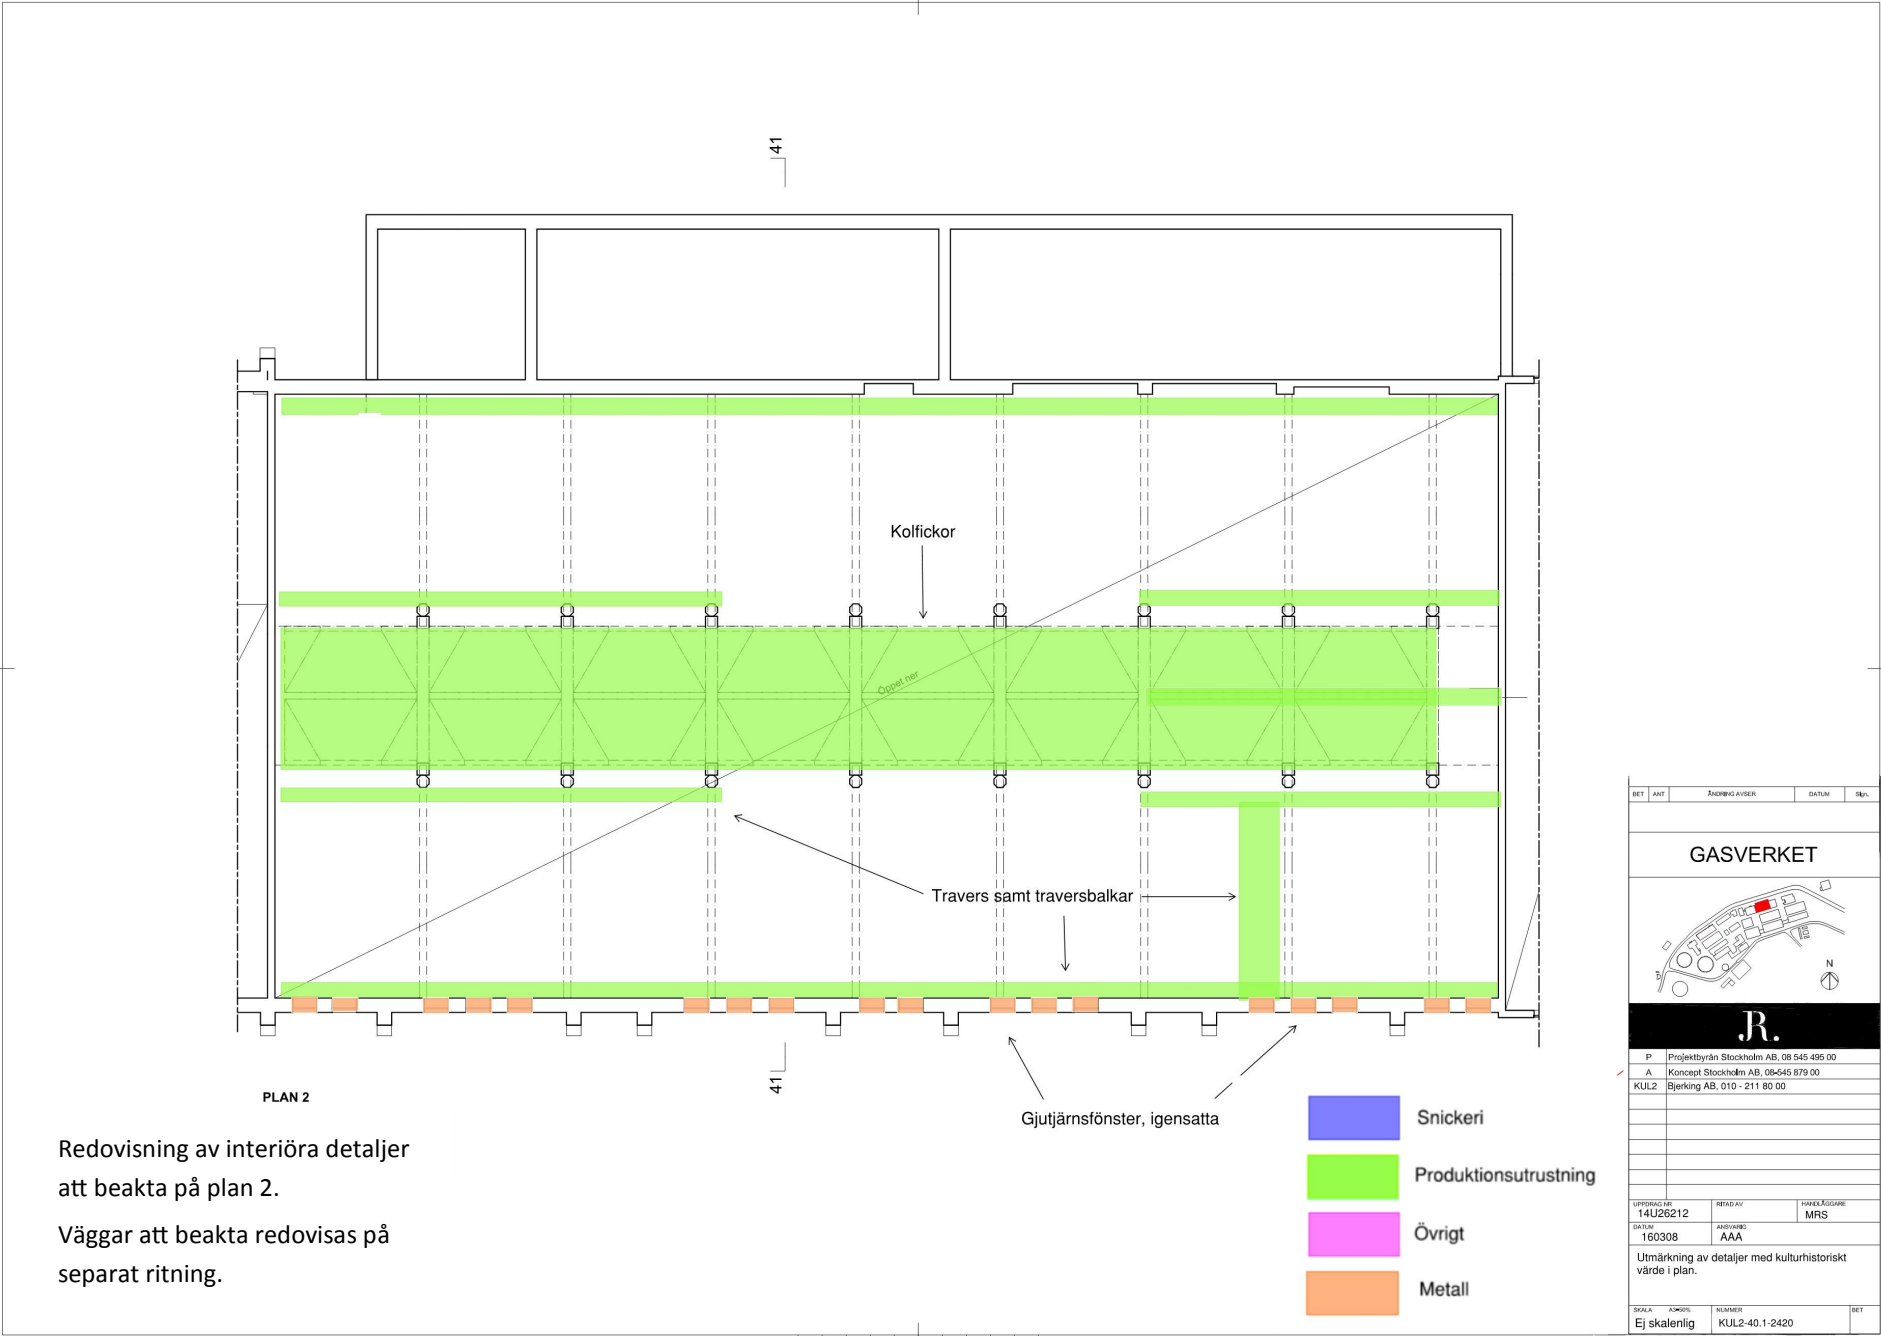 41
Kolfickor
Öppet ner
Travers samt traversbalkar
41
PLAN 2
Gjutjärnsfönster, igensatta
Redovisning av interiöra detaljer
att beakta på plan 2.
Väggar att beakta redovisas på
separat ritning.
Snickeri
Produktionsutrustning
Övrigt
Metall
BET ANT ÄNDRING AVSER DATUM Sign.
GASVERKET
N
JR.
P Projektbyrån Stockholm AB, 08 545 495 00
A Koncept Stockholm AB, 08-545 879 00
KUL2 Bjerking AB, 010 - 211 80 00
UPPDRAG NR RITAD AV HANDLÄGGARE
14U26212 MRS
DATUM ANSVARIG
160308 AAA
Utmärkning av detaljer med kulturhistoriskt
värde i plan.
SKALA A3=50% NUMMER BET
Ej skalenlig KUL2-40.1-2420